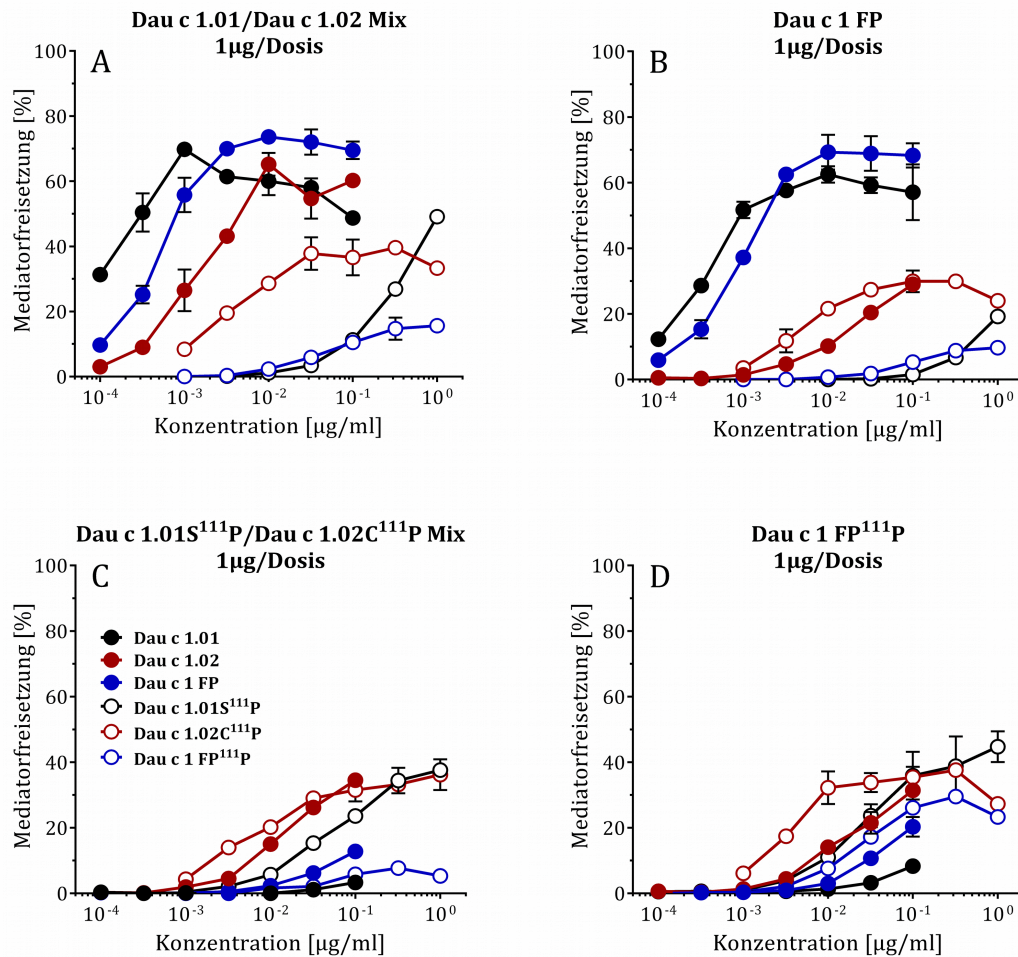 Dau c 1.01/Dau c 1.02 Mix
1µg/Dosis
A
Mediatorfreisetzung [%]
100
80
60
40
20
0
10⁻⁴ 10⁻³ 10⁻² 10⁻¹ 10⁰
Konzentration [µg/ml]
Dau c 1 FP
1µg/Dosis
B
Mediatorfreisetzung [%]
100
80
60
40
20
0
10⁻⁴ 10⁻³ 10⁻² 10⁻¹ 10⁰
Konzentration [µg/ml]
Dau c 1.01S¹¹¹P/Dau c 1.02C¹¹¹P Mix
1µg/Dosis
C
Mediatorfreisetzung [%]
100
80
60
40
20
0
Dau c 1.01
Dau c 1.02
Dau c 1 FP
Dau c 1.01S¹¹¹P
Dau c 1.02C¹¹¹P
Dau c 1 FP¹¹¹P
10⁻⁴ 10⁻³ 10⁻² 10⁻¹ 10⁰
Konzentration [µg/ml]
Dau c 1 FP¹¹¹P
1µg/Dosis
D
Mediatorfreisetzung [%]
100
80
60
40
20
0
10⁻⁴ 10⁻³ 10⁻² 10⁻¹ 10⁰
Konzentration [µg/ml]